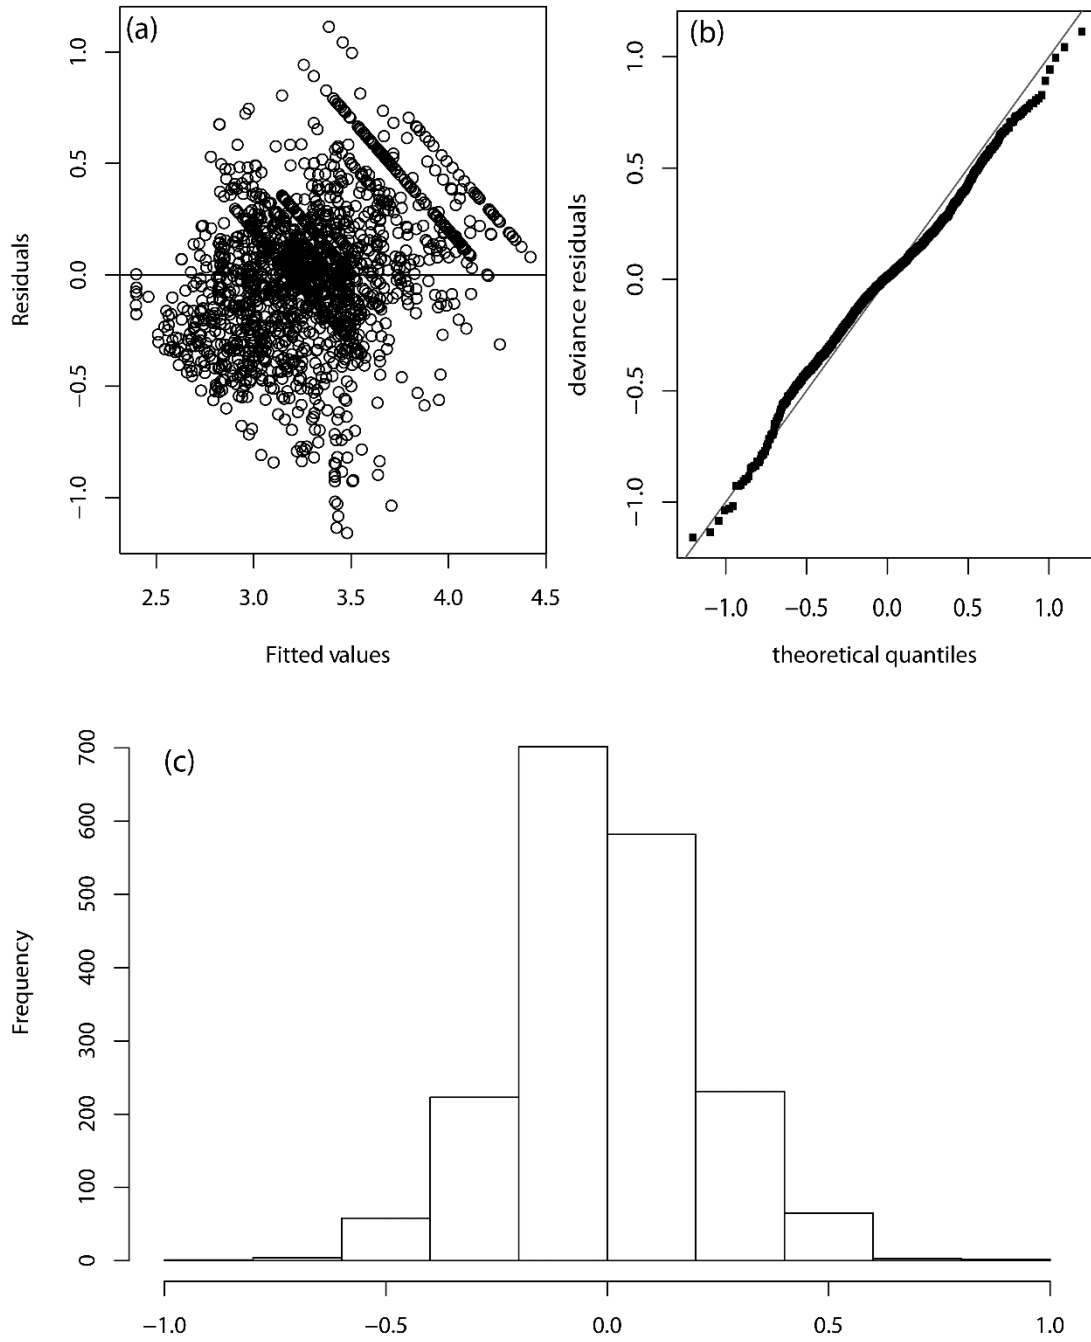 (a)
Residuals
1.0
0.5
0.0
−0.5
−1.0
2.5 3.0 3.5 4.0 4.5
Fitted values
(b)
deviance residuals
1.0
0.5
0.0
−0.5
−1.0
−1.0 −0.5 0.0 0.5 1.0
theoretical quantiles
(c)
Frequency
700
600
500
400
300
200
100
0
−1.0 −0.5 0.0 0.5 1.0